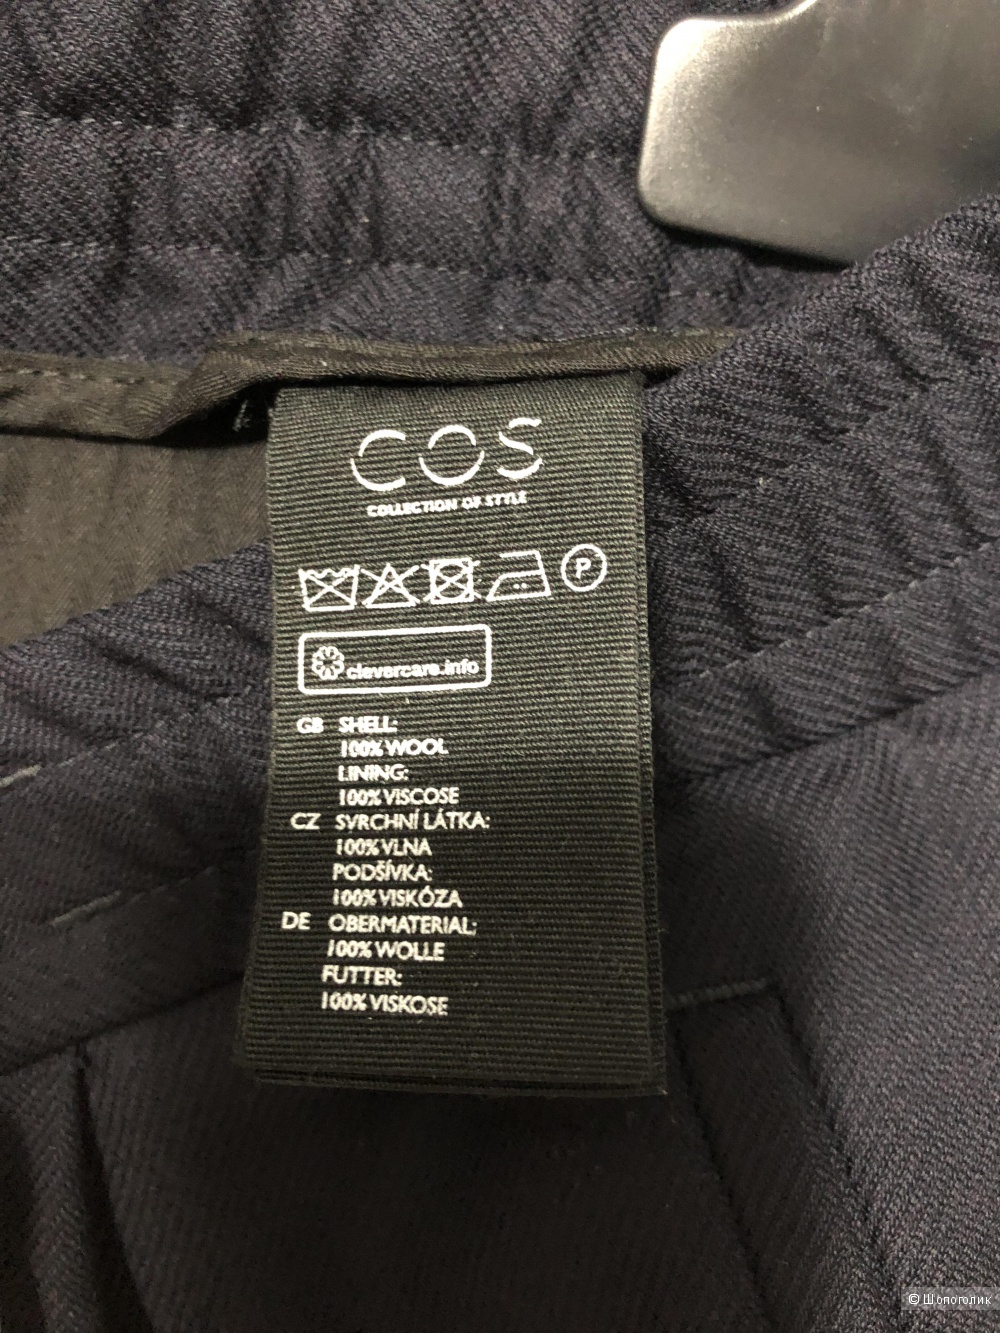 COS
COLLECTION OF STYLE
P
clevercare.info
GB SHELL:
100% WOOL
LINING:
100% VISCOSE
CZ SVRCHNÍ LÁTKA:
100% VLNA
PODŠÍVKA:
100% VISKÓZA
DE OBERMATERIAL:
100% WOLLE
FUTTER:
100% VISKOSE
© Шопоголик